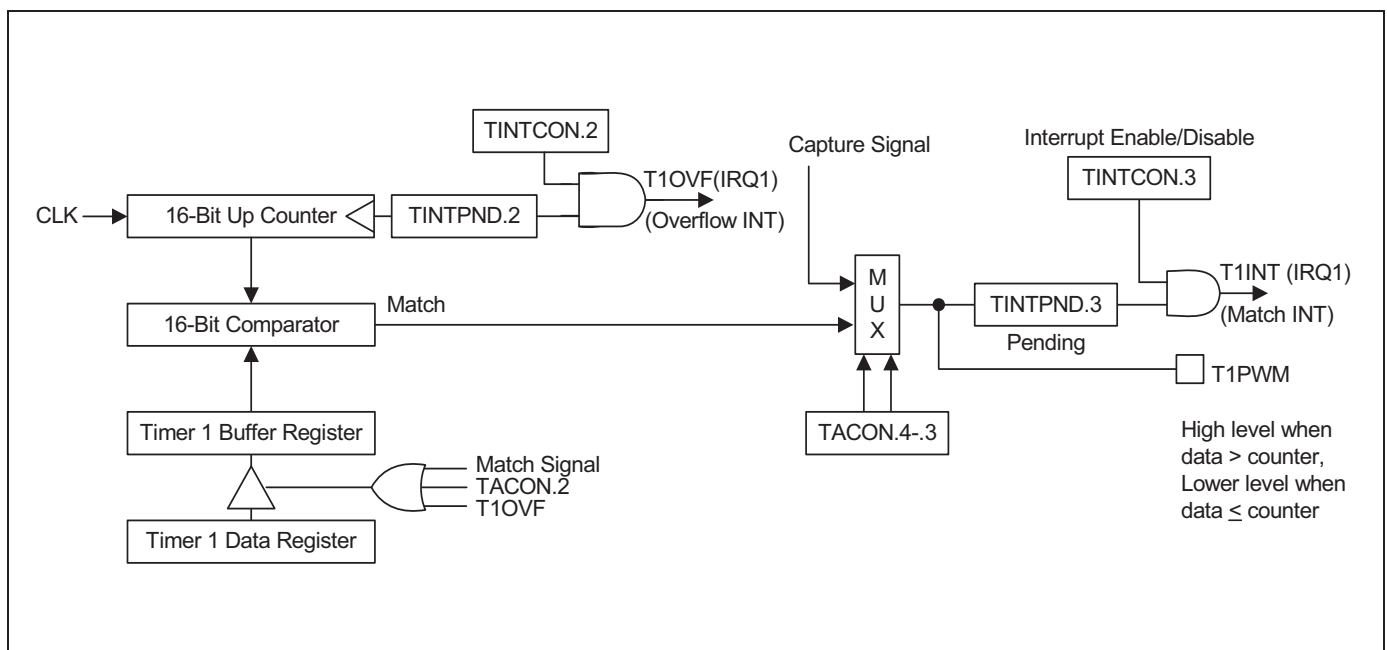 TINTCON.2
Capture Signal
Interrupt Enable/Disable
TINTCON.3
CLK
16-Bit Up Counter
TINTPND.2
T1OVF(IRQ1)
(Overflow INT)
M
U
X
T1INT (IRQ1)
(Match INT)
16-Bit Comparator
Match
TINTPND.3
Pending
T1PWM
Timer 1 Buffer Register
TACON.4-.3
High level when
data > counter,
Lower level when
data ≤ counter
Match Signal
TACON.2
T1OVF
Timer 1 Data Register